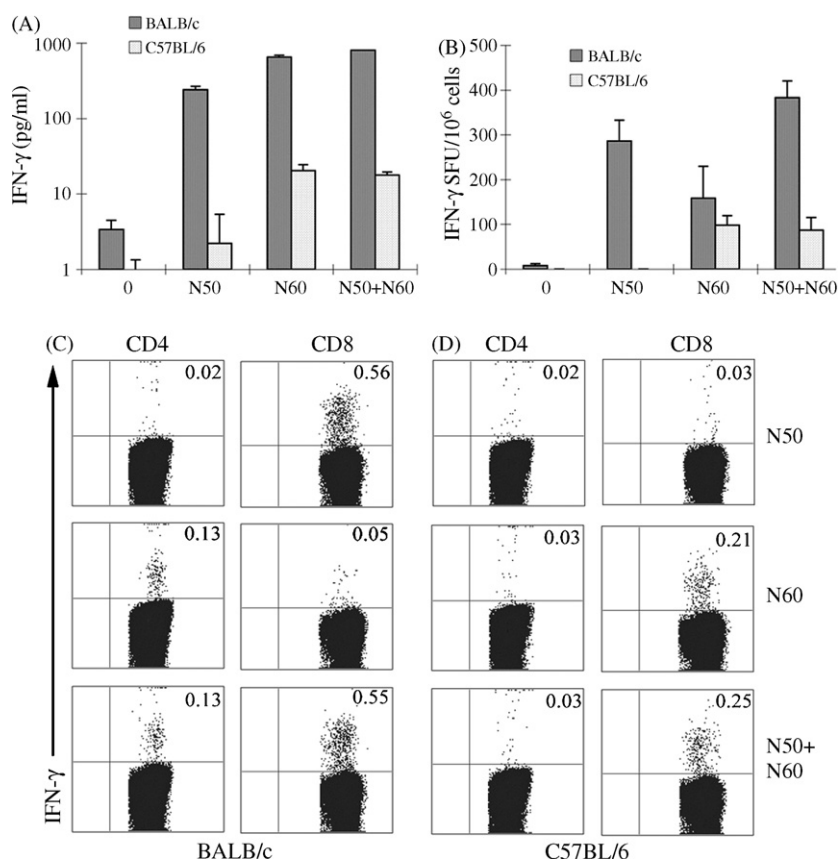 (A)
BALB/c
C57BL/6
IFN-γ (pg/ml)
1000
100
10
1
0 N50 N60 N50+N60
(B)
BALB/c
C57BL/6
IFN-γ SFU/10⁶ cells
500
400
300
200
100
0
0 N50 N60 N50+N60
(C) CD4 CD8 (D) CD4 CD8
0.02 0.56 0.02 0.03 N50
0.13 0.05 0.03 0.21 N60
0.13 0.55 0.03 0.25 N50+
N60
IFN-γ
BALB/c C57BL/6